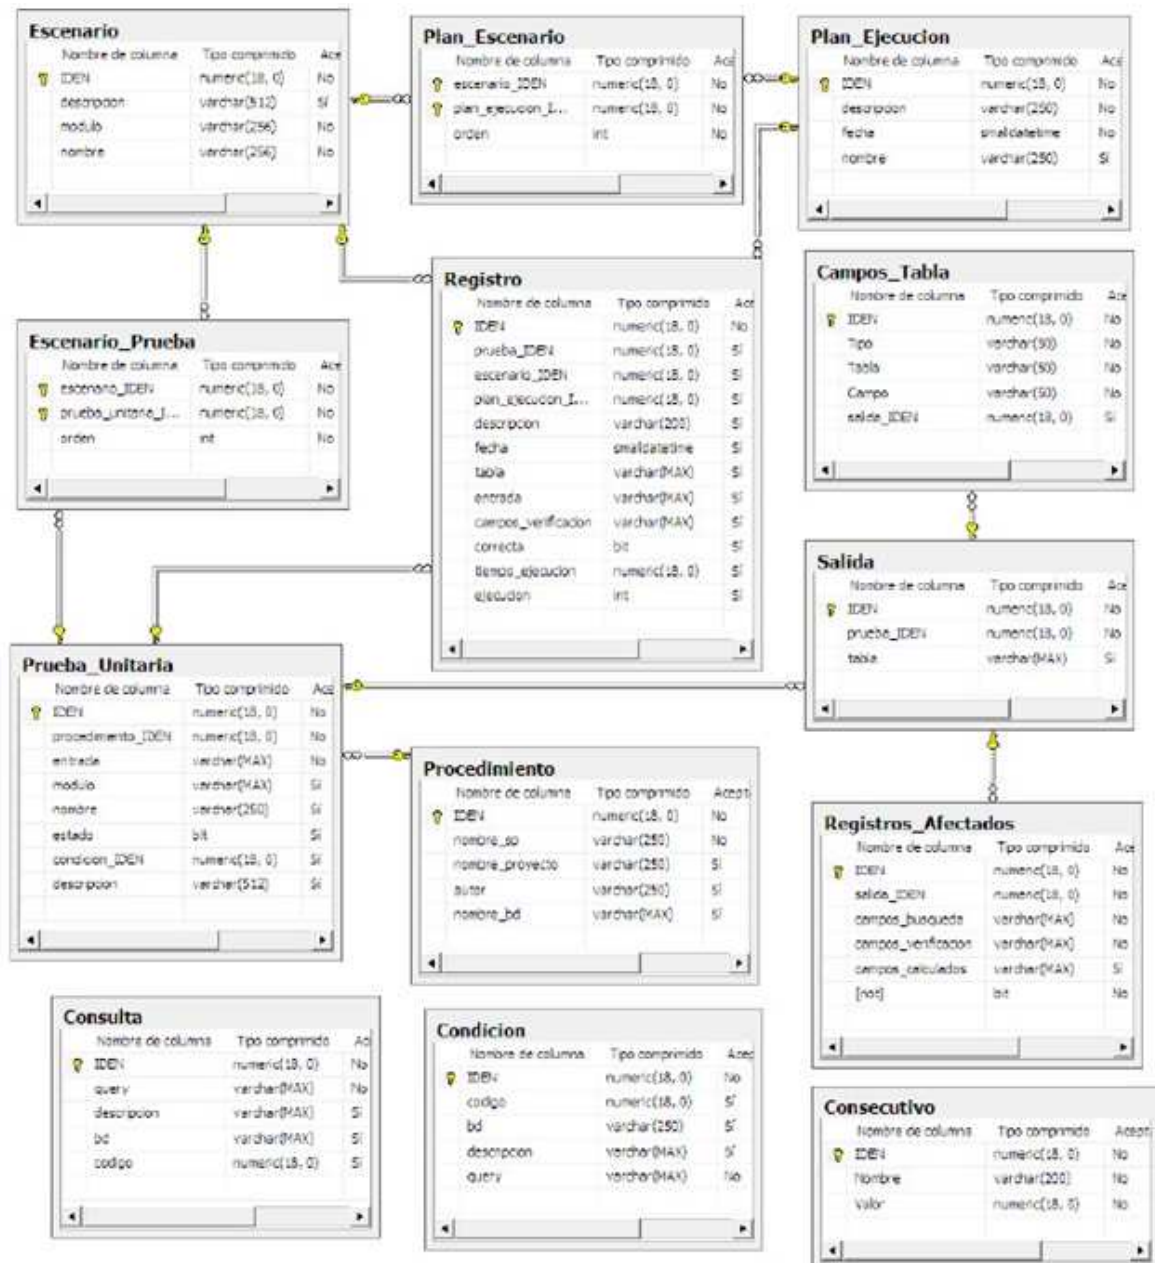 Escenario
Nombre de columna Tipo comprimido Ace
IDEN numeric(18, 0) No
descripcion varchar(512) Sí
modulo varchar(256) No
nombre varchar(256) No
Plan_Escenario
Nombre de columna Tipo comprimido Ace
escenario_IDEN numeric(18, 0) No
plan_ejecucion_I... numeric(18, 0) No
orden int No
Plan_Ejecucion
Nombre de columna Tipo comprimido Ace
IDEN numeric(18, 0) No
descripcion varchar(250) No
fecha smalldatetime No
nombre varchar(250) Sí
Escenario_Prueba
Nombre de columna Tipo comprimido Ace
escenario_IDEN numeric(18, 0) No
prueba_unitaria_I... numeric(18, 0) No
orden int No
Registro
Nombre de columna Tipo comprimido Ace
IDEN numeric(18, 0) No
prueba_IDEN numeric(18, 0) Sí
escenario_IDEN numeric(18, 0) Sí
plan_ejecucion_I... numeric(18, 0) Sí
descripcion varchar(200) Sí
fecha smalldatetime Sí
tabla varchar(MAX) Sí
entrada varchar(MAX) Sí
campos_verificacion varchar(MAX) Sí
correcta bit Sí
tiempo_ejecucion numeric(18, 0) Sí
ejecucion int Sí
Campos_Tabla
Nombre de columna Tipo comprimido Ace
IDEN numeric(18, 0) No
Tipo varchar(50) No
Tabla varchar(50) No
Campo varchar(50) No
salida_IDEN numeric(18, 0) Sí
Salida
Nombre de columna Tipo comprimido Ace
IDEN numeric(18, 0) No
prueba_IDEN numeric(18, 0) No
tabla varchar(MAX) Sí
Prueba_Unitaria
Nombre de columna Tipo comprimido Ace
IDEN numeric(18, 0) No
procedimiento_IDEN numeric(18, 0) No
entrada varchar(MAX) No
modulo varchar(MAX) Sí
nombre varchar(250) Sí
estado bit Sí
condicion_IDEN numeric(18, 0) Sí
descripcion varchar(512) Sí
Procedimiento
Nombre de columna Tipo comprimido Acept
IDEN numeric(18, 0) No
nombre_sp varchar(250) No
nombre_proyecto varchar(250) Sí
autor varchar(250) Sí
nombre_bd varchar(MAX) Sí
Registros_Afectados
Nombre de columna Tipo comprimido Ace
IDEN numeric(18, 0) No
salida_IDEN numeric(18, 0) No
campos_busqueda varchar(MAX) No
campos_verificacion varchar(MAX) No
campos_calculados varchar(MAX) Sí
[not] bit No
Consulta
Nombre de columna Tipo comprimido Ac
IDEN numeric(18, 0) No
query varchar(MAX) No
descripcion varchar(MAX) Sí
bd varchar(MAX) Sí
codigo numeric(18, 0) Sí
Condicion
Nombre de columna Tipo comprimido Acep
IDEN numeric(18, 0) No
codigo numeric(18, 0) Sí
bd varchar(250) Sí
descripcion varchar(MAX) Sí
query varchar(MAX) No
Consecutivo
Nombre de columna Tipo comprimido Acepta
IDEN numeric(18, 0) No
Nombre varchar(200) No
Valor numeric(18, 0) No